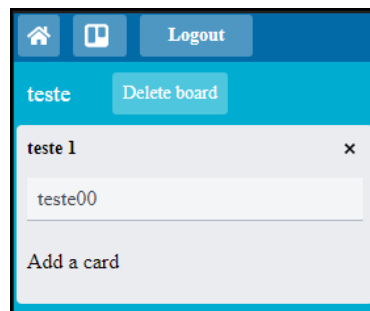 Logout
teste Delete board
teste 1 ×
teste00
Add a card